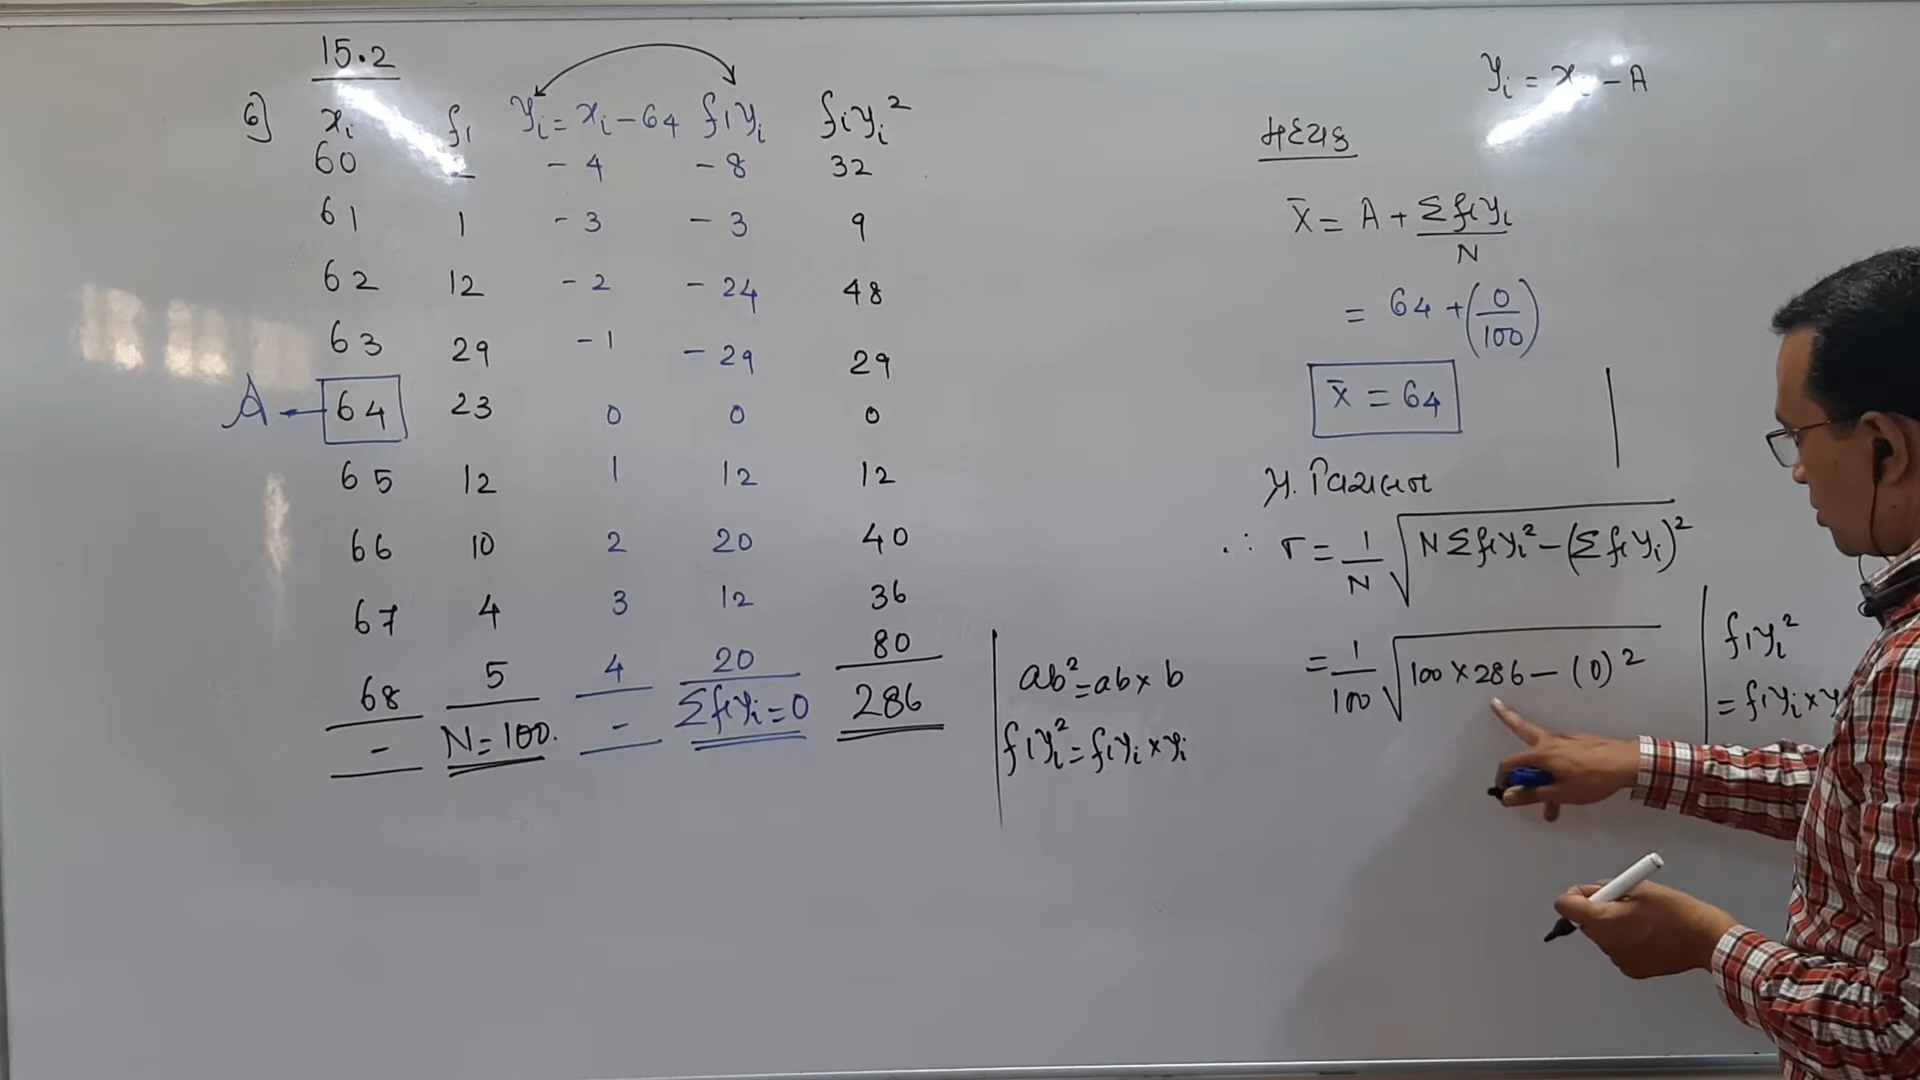 15.2
6) xᵢ fᵢ yᵢ = xᵢ - 64 fᵢyᵢ fᵢyᵢ²
60 - 4 - 8 32
61 1 - 3 - 3 9
62 12 - 2 - 24 48
63 29 - 1 - 29 29
A 64 23 0 0 0
65 12 1 12 12
66 10 2 20 40
67 4 3 12 36
68 5 4 20 80
- N = 100. - Σfᵢyᵢ = 0 286
ab² = ab × b
fᵢyᵢ² = fᵢyᵢ × yᵢ
yᵢ = xᵢ - A
મધ્યક
x̄ = A + Σfᵢyᵢ / N
= 64 + (0/100)
x̄ = 64
પ્ર. વિચલન
∴ σ = 1/N √(N Σfᵢyᵢ² - (Σfᵢyᵢ)²)
= 1/100 √(100 × 286 - (0)²)
fᵢyᵢ²
= fᵢyᵢ × y